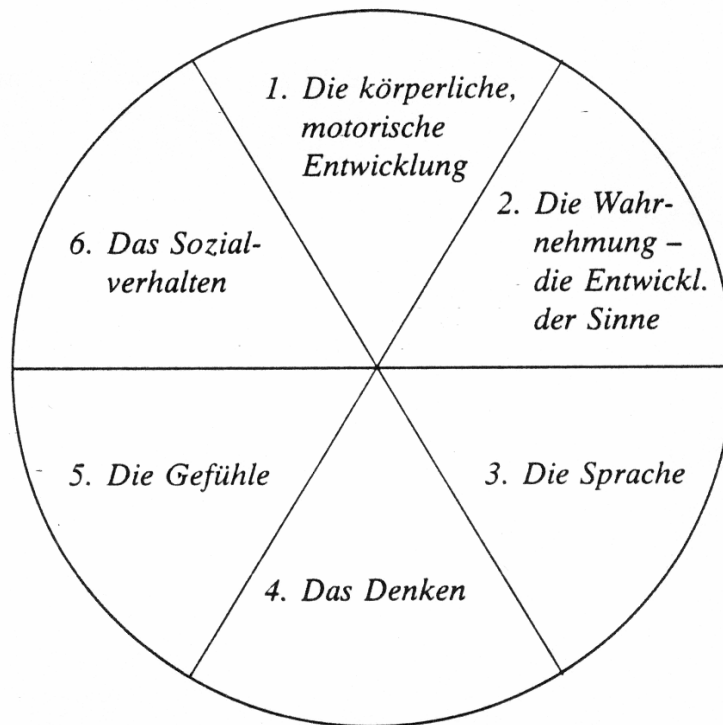 1. Die körperliche,
motorische
Entwicklung
2. Die Wahr-
nehmung –
die Entwickl.
der Sinne
3. Die Sprache
4. Das Denken
5. Die Gefühle
6. Das Sozial-
verhalten